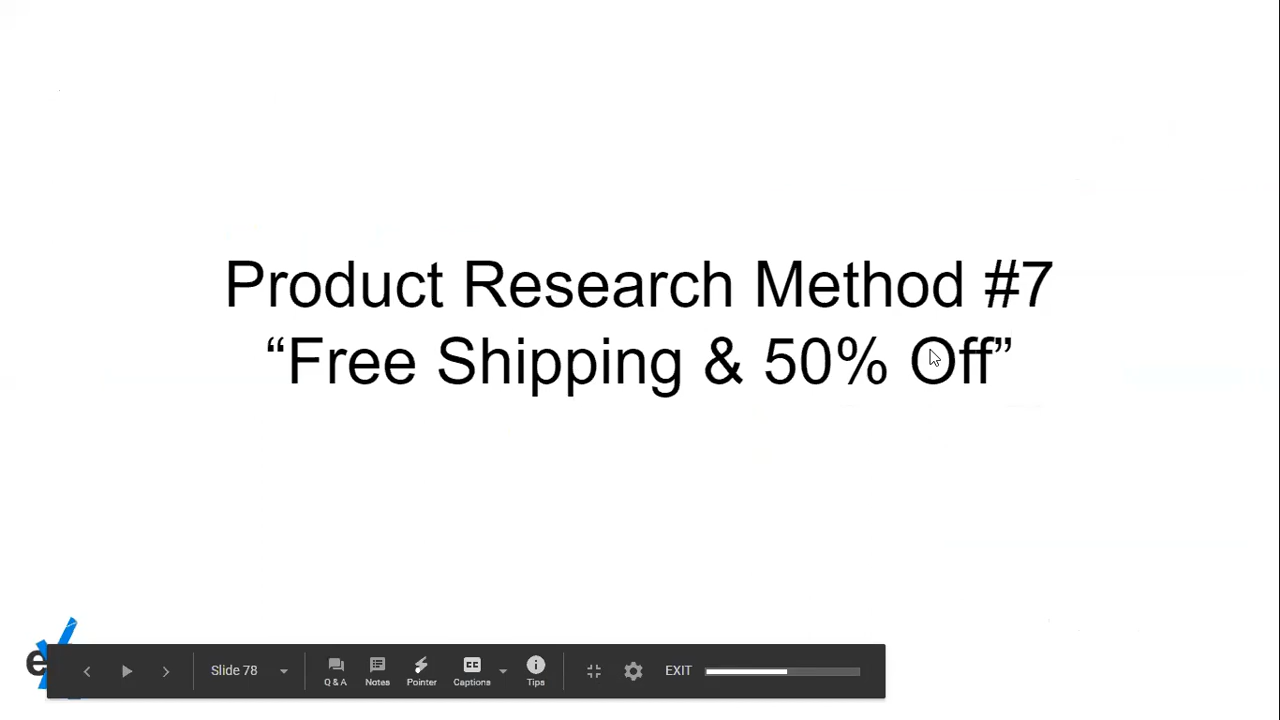 Product Research Method #7
“Free Shipping & 50% Off”
e
Slide 78
Q & A
Notes
Pointer
Captions
Tips
EXIT